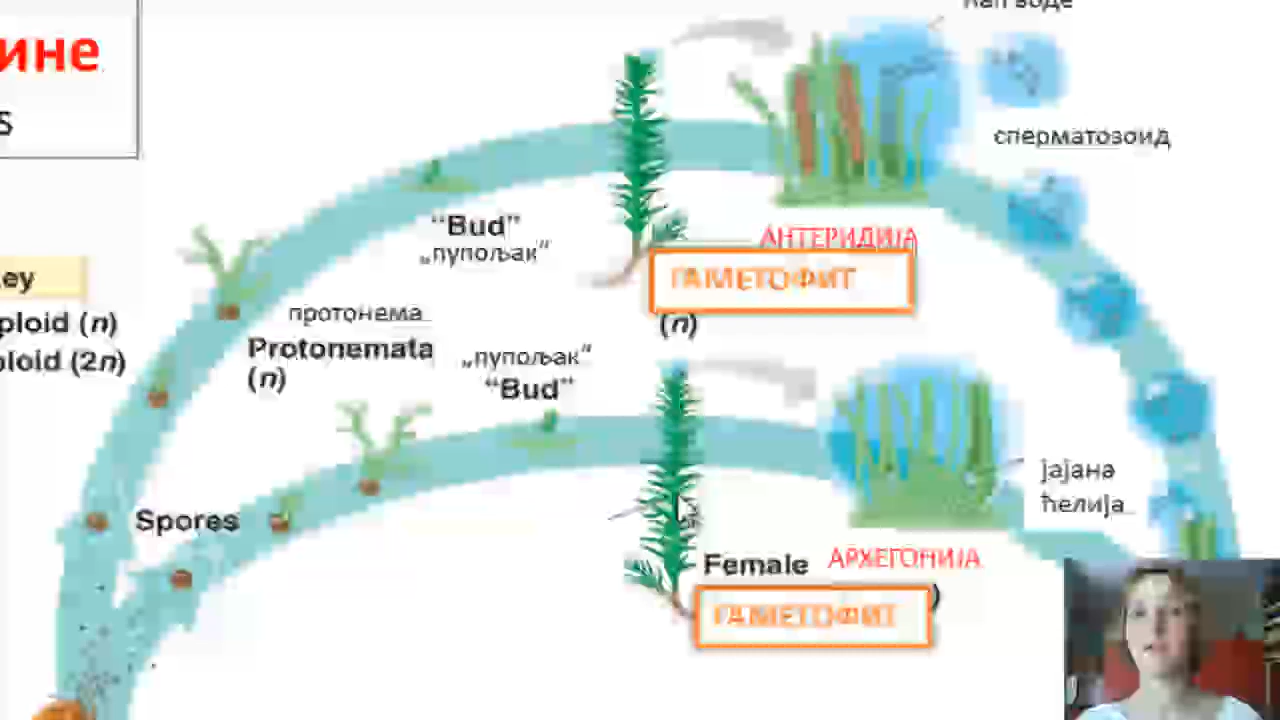 ине
s
кап воде
сперматозоид
"Bud"
„пупољак"
АНТЕРИДИЈА
ГАМЕТОФИТ
(n)
ey
ploid (n)
ploid (2n)
протонема
Protonemata
(n)
„пупољак"
"Bud"
јајана
ћелија
Spores
Female
АРХЕГОНИЈА
)
ГАМЕТОФИТ